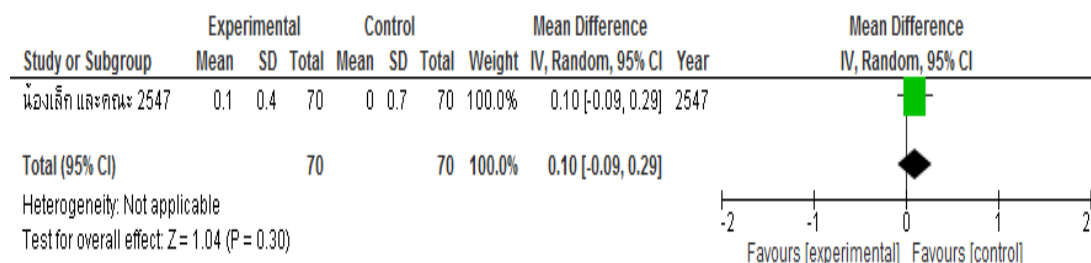 Experimental Control Mean Difference Mean Difference
Study or Subgroup Mean SD Total Mean SD Total Weight IV, Random, 95% CI Year IV, Random, 95% CI
น้องเล็ก และคณะ 2547 0.1 0.4 70 0 0.7 70 100.0% 0.10 [-0.09, 0.29] 2547
Total (95% CI) 70 70 100.0% 0.10 [-0.09, 0.29]
Heterogeneity: Not applicable
Test for overall effect: Z = 1.04 (P = 0.30)
-2 -1 0 1 2
Favours [experimental] Favours [control]